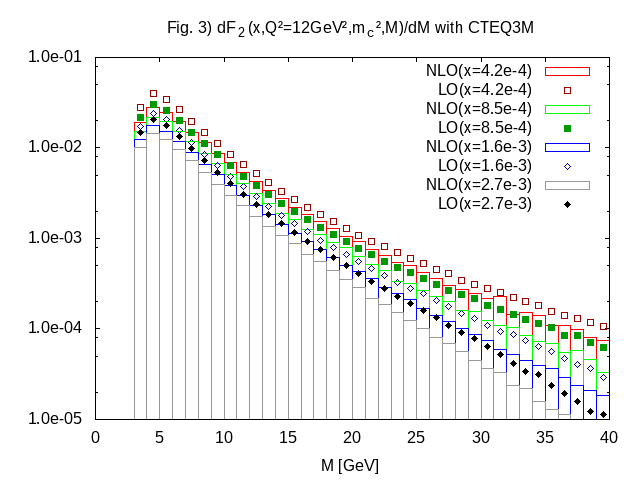 Fig. 3) dF₂(x,Q²=12GeV²,m_c²,M)/dM with CTEQ3M
1.0e-01
1.0e-02
1.0e-03
1.0e-04
1.0e-05
NLO(x=4.2e-4)
LO(x=4.2e-4)
NLO(x=8.5e-4)
LO(x=8.5e-4)
NLO(x=1.6e-3)
LO(x=1.6e-3)
NLO(x=2.7e-3)
LO(x=2.7e-3)
0 5 10 15 20 25 30 35 40
M [GeV]